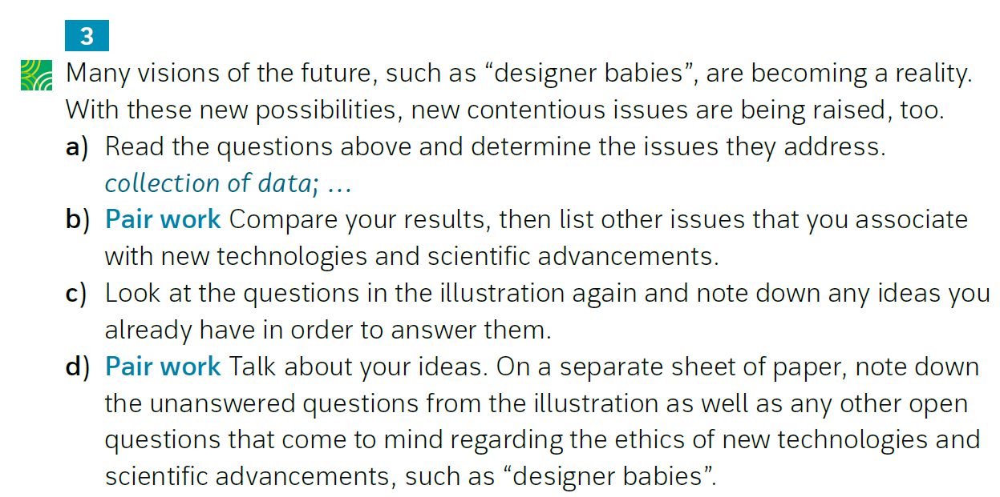 3
Many visions of the future, such as “designer babies”, are becoming a reality.
With these new possibilities, new contentious issues are being raised, too.
a) Read the questions above and determine the issues they address.
collection of data; ...
b) Pair work Compare your results, then list other issues that you associate
with new technologies and scientific advancements.
c) Look at the questions in the illustration again and note down any ideas you
already have in order to answer them.
d) Pair work Talk about your ideas. On a separate sheet of paper, note down
the unanswered questions from the illustration as well as any other open
questions that come to mind regarding the ethics of new technologies and
scientific advancements, such as “designer babies”.